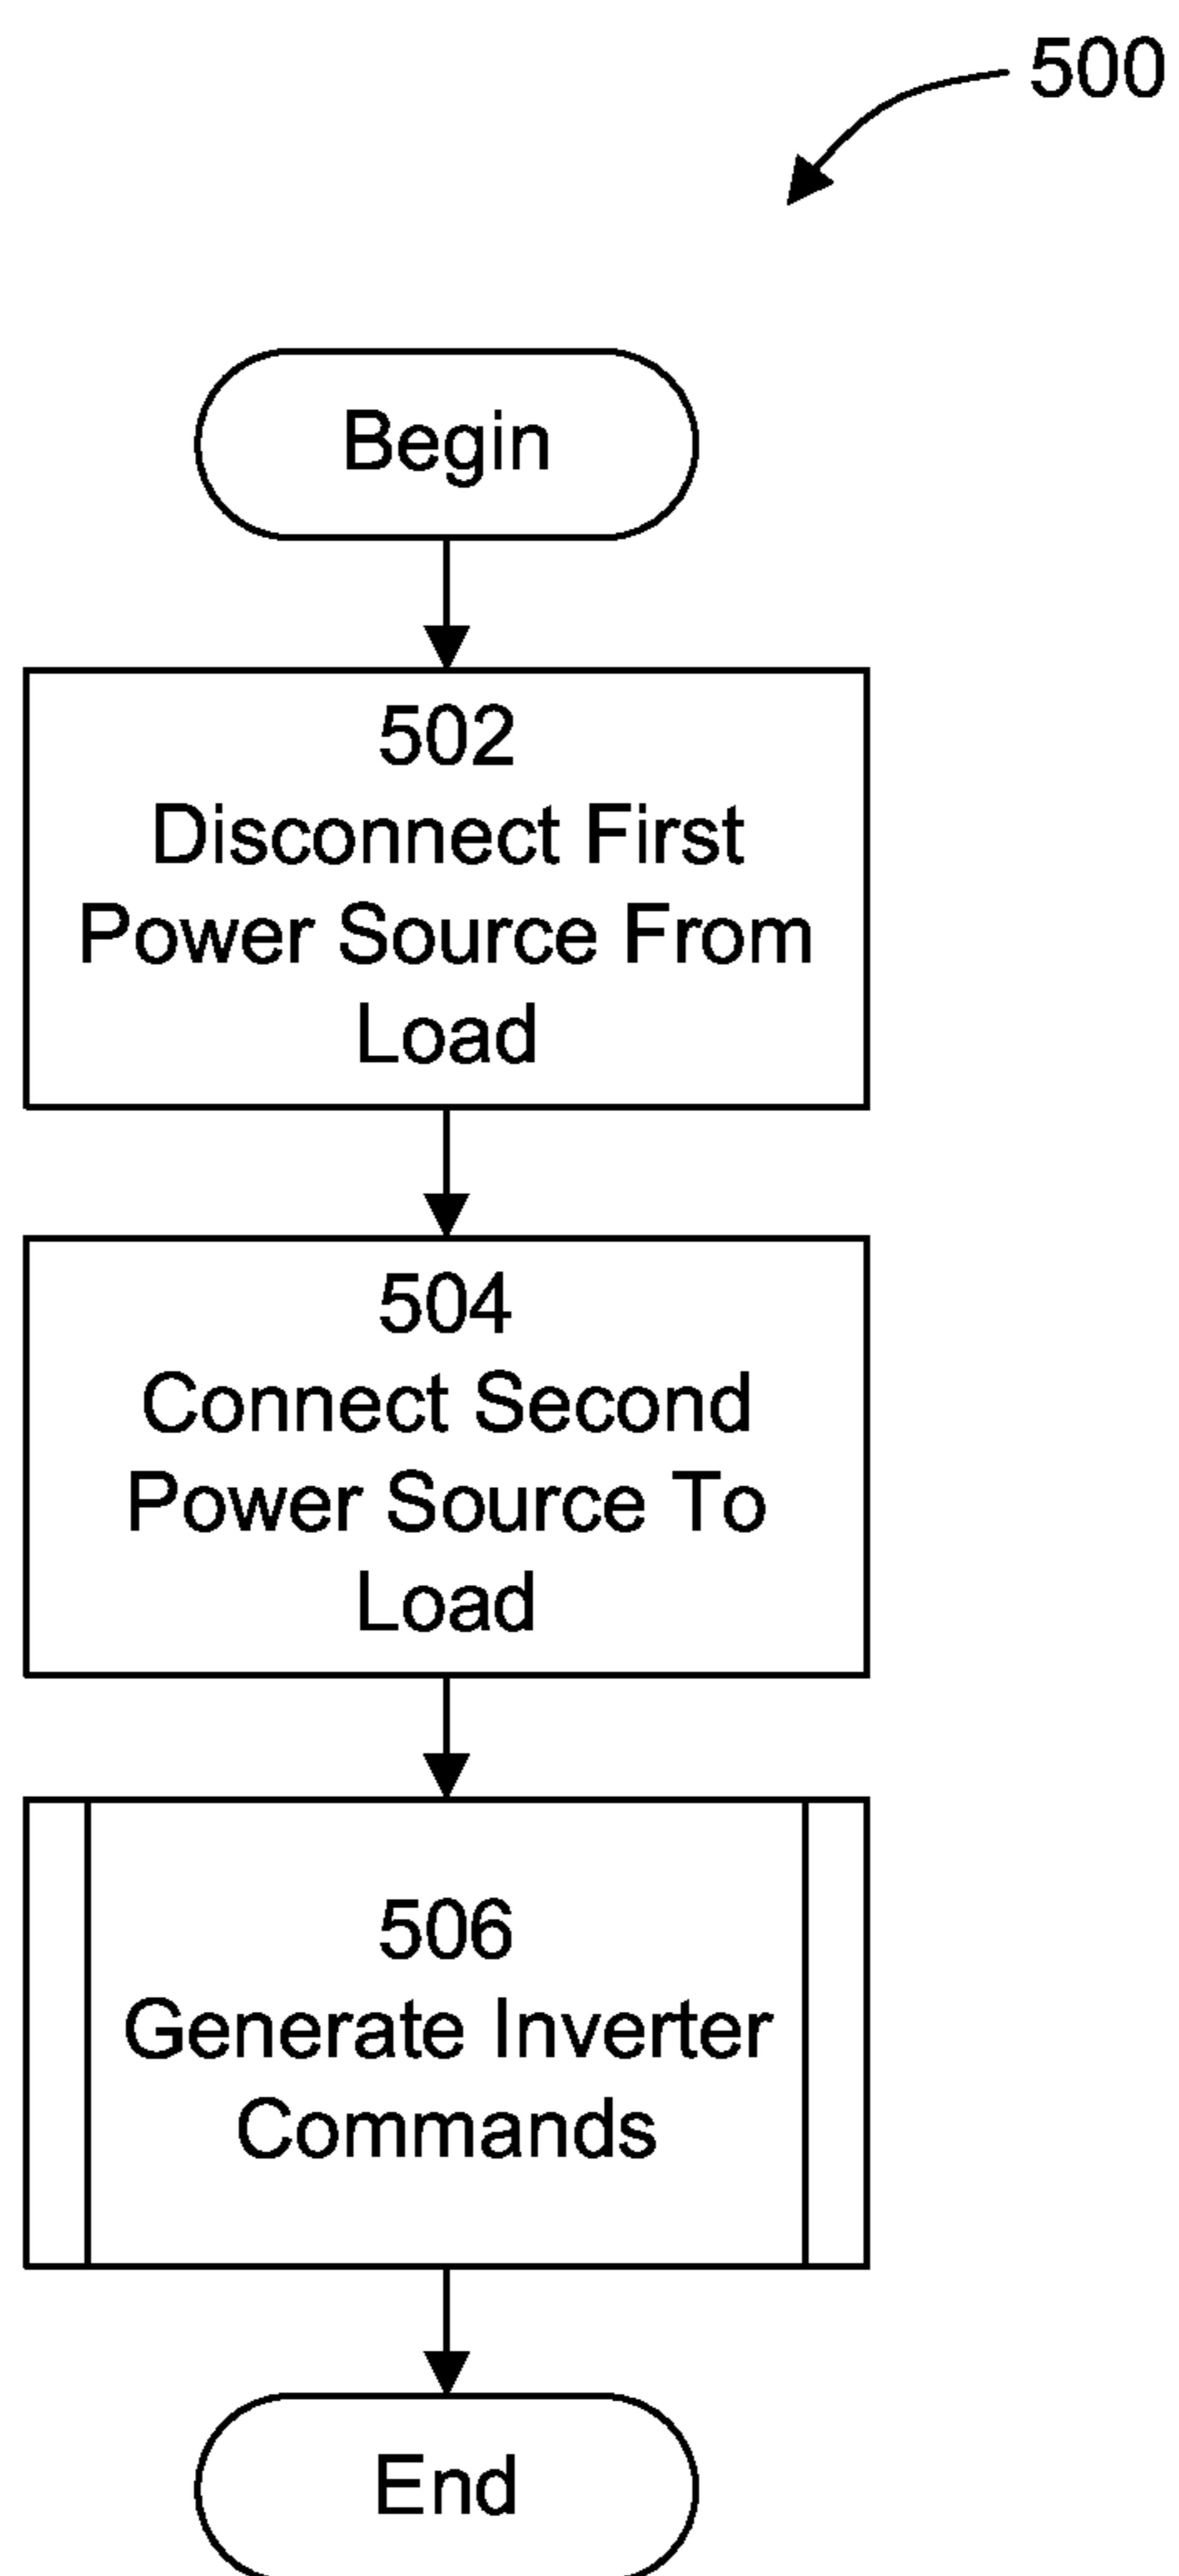 500
Begin
502
Disconnect First
Power Source From
Load
504
Connect Second
Power Source To
Load
506
Generate Inverter
Commands
End